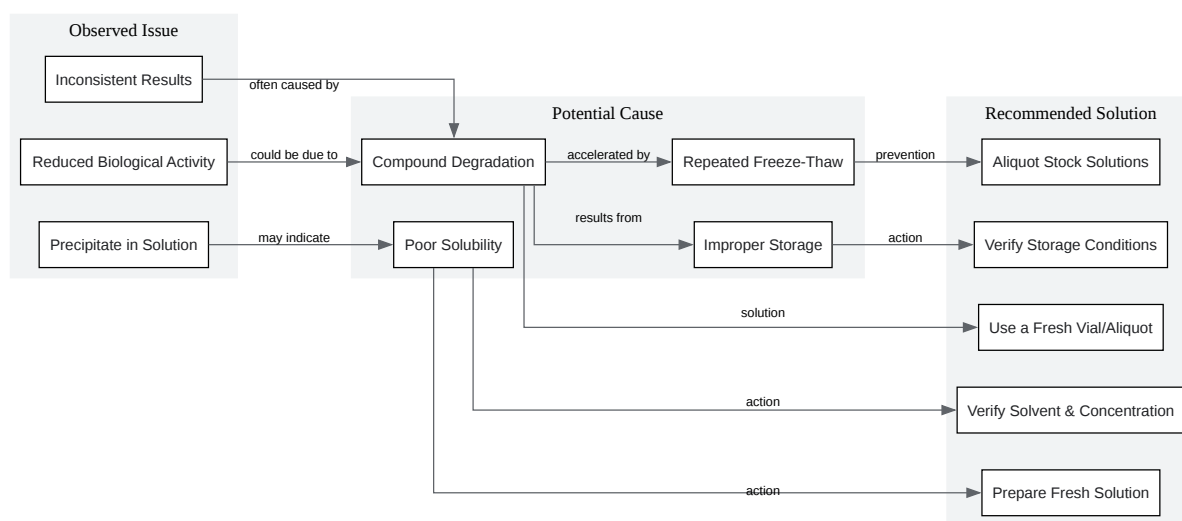 Observed Issue
Inconsistent Results
often caused by
Potential Cause
Recommended Solution
Reduced Biological Activity
could be due to
Compound Degradation
accelerated by
Repeated Freeze-Thaw
prevention
Aliquot Stock Solutions
results from
Precipitate in Solution
may indicate
Poor Solubility
Improper Storage
action
Verify Storage Conditions
solution
Use a Fresh Vial/Aliquot
action
Verify Solvent & Concentration
action
Prepare Fresh Solution